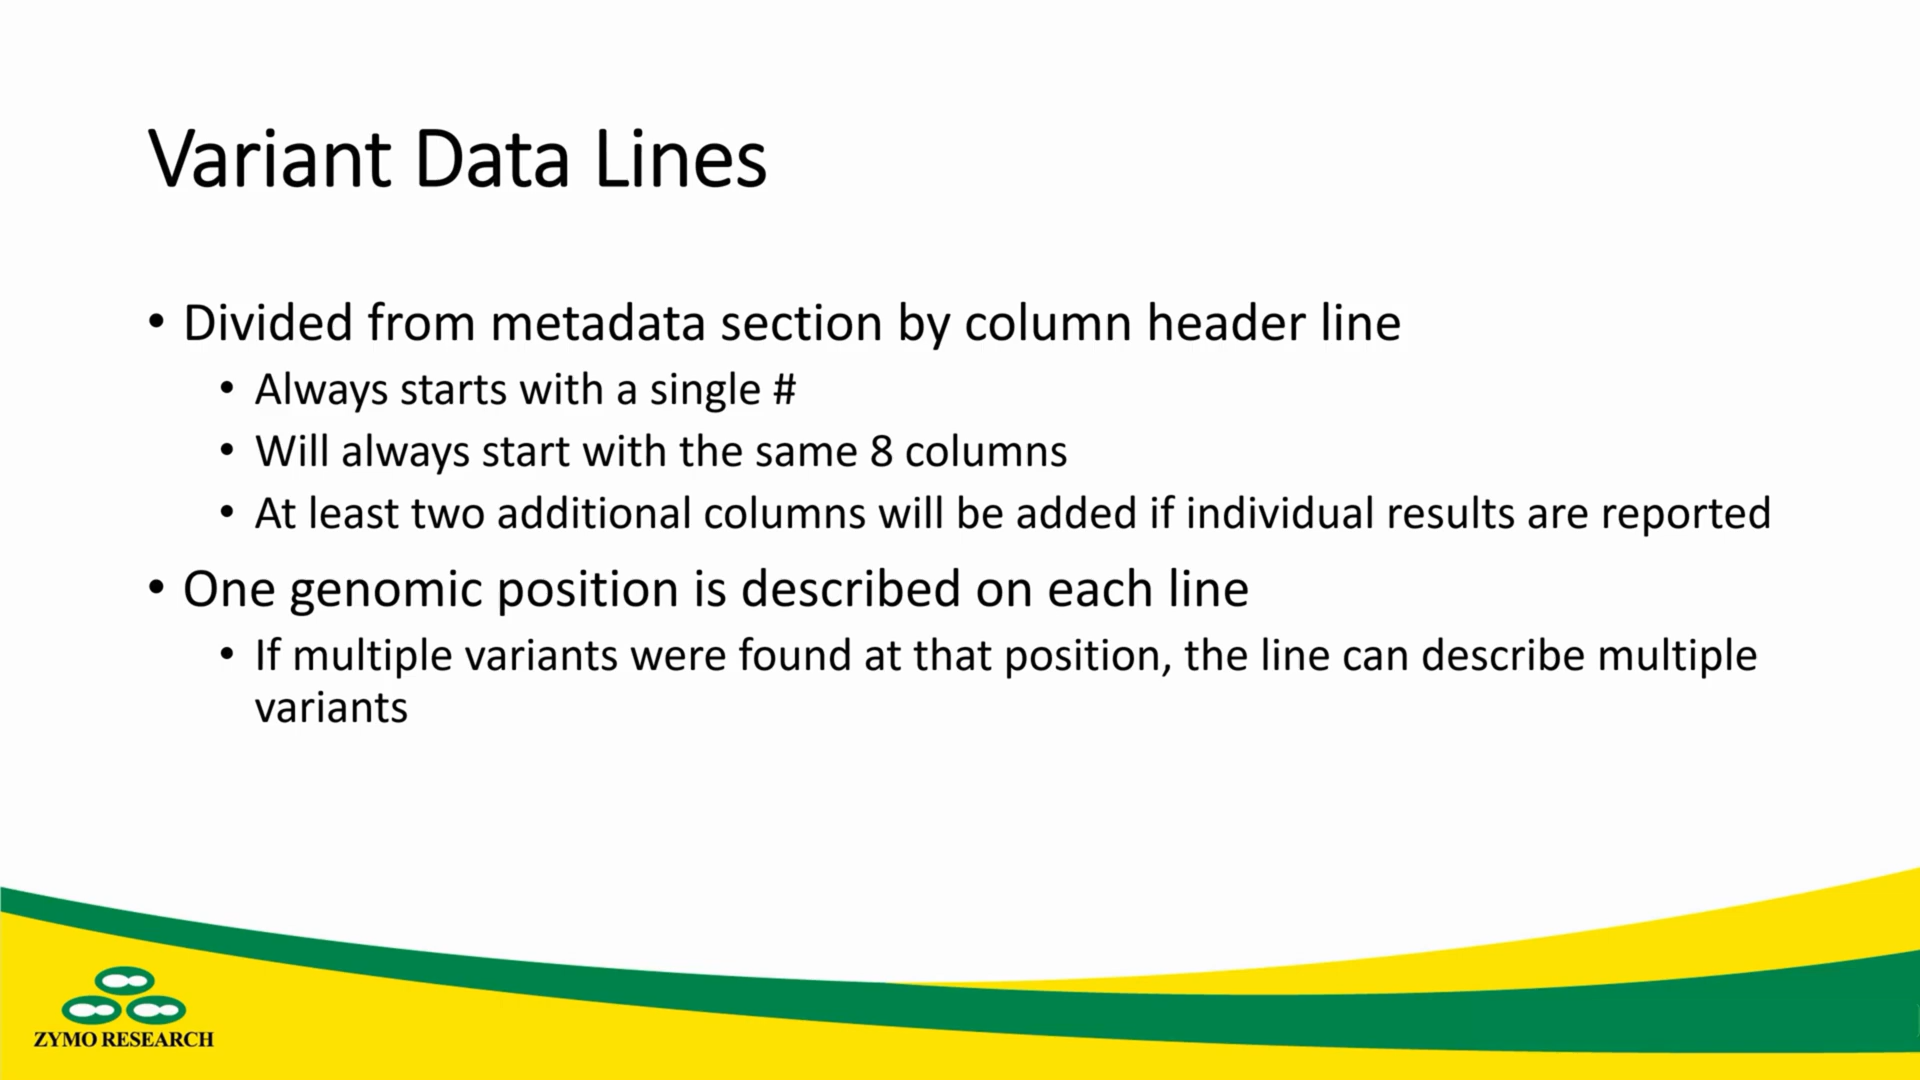 Variant Data Lines
• Divided from metadata section by column header line
• Always starts with a single #
• Will always start with the same 8 columns
• At least two additional columns will be added if individual results are reported
• One genomic position is described on each line
• If multiple variants were found at that position, the line can describe multiple
variants
ZYMO RESEARCH